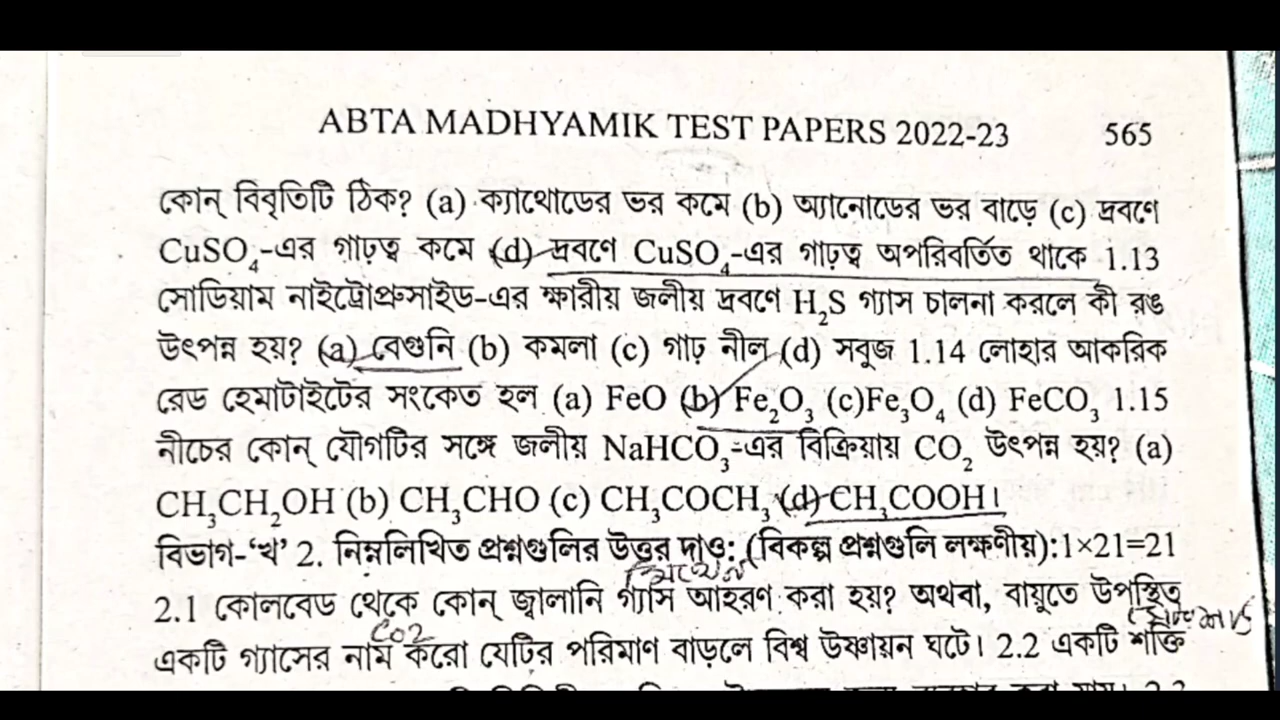 ABTA MADHYAMIK TEST PAPERS 2022-23 565
কোন্ বিবৃতিটি ঠিক? (a) ক্যাথোডের ভর কমে (b) অ্যানোডের ভর বাড়ে (c) দ্রবণে
CuSO₄-এর গাঢ়ত্ব কমে (d) দ্রবণে CuSO₄-এর গাঢ়ত্ব অপরিবর্তিত থাকে 1.13
সোডিয়াম নাইট্রোপ্রুসাইড-এর ক্ষারীয় জলীয় দ্রবণে H₂S গ্যাস চালনা করলে কী রঙ
উৎপন্ন হয়? (a) বেগুনি (b) কমলা (c) গাঢ় নীল (d) সবুজ 1.14 লোহার আকরিক
রেড হেমাটাইটের সংকেত হল (a) FeO (b) Fe₂O₃ (c)Fe₃O₄ (d) FeCO₃ 1.15
নীচের কোন্ যৌগটির সঙ্গে জলীয় NaHCO₃-এর বিক্রিয়ায় CO₂ উৎপন্ন হয়? (a)
CH₃CH₂OH (b) CH₃CHO (c) CH₃COCH₃ (d) CH₃COOH।
বিভাগ-‘খ’ 2. নিম্নলিখিত প্রশ্নগুলির উত্তর দাও: (বিকল্প প্রশ্নগুলি লক্ষণীয়):1×21=21
মিথেন
2.1 কোলবেড থেকে কোন্ জ্বালানি গ্যাস আহরণ করা হয়? অথবা, বায়ুতে উপস্থিত
CO2
একটি গ্যাসের নাম করো যেটির পরিমাণ বাড়লে বিশ্ব উষ্ণায়ন ঘটে। 2.2 একটি শক্তি